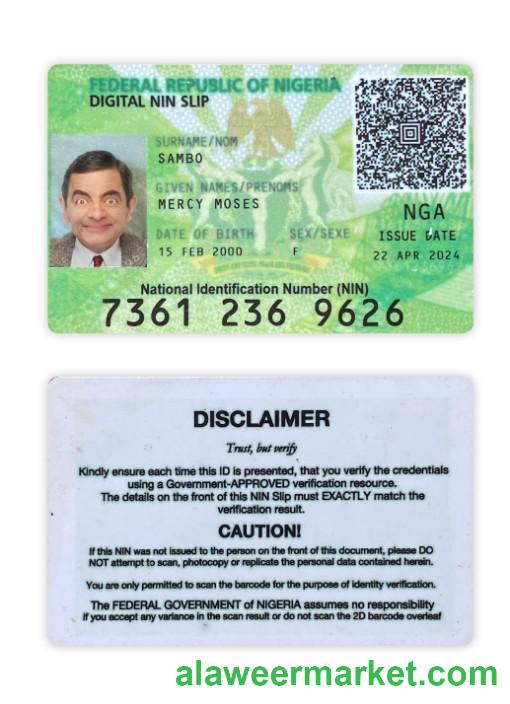 FEDERAL REPUBLIC OF NIGERIA
DIGITAL NIN SLIP
SURNAME/NOM
SAMBO
GIVEN NAMES/PRENOMS
MERCY MOSES
DATE OF BIRTH SEX/SEXE
15 FEB 2000 F
NGA
ISSUE DATE
22 APR 2024
National Identification Number (NIN)
7361 236 9626
DISCLAIMER
Trust, but verify
Kindly ensure each time this ID is presented, that you verify the credentials
using a Government-APPROVED verification resource.
The details on the front of this NIN Slip must EXACTLY match the
verification result.
CAUTION!
If this NIN was not issued to the person on the front of this document, please DO
NOT attempt to scan, photocopy or replicate the personal data contained herein.
You are only permitted to scan the barcode for the purpose of identity verification.
The FEDERAL GOVERNMENT of NIGERIA assumes no responsibility
if you accept any variance in the scan result or do not scan the 2D barcode overleaf
alaweermarket.com